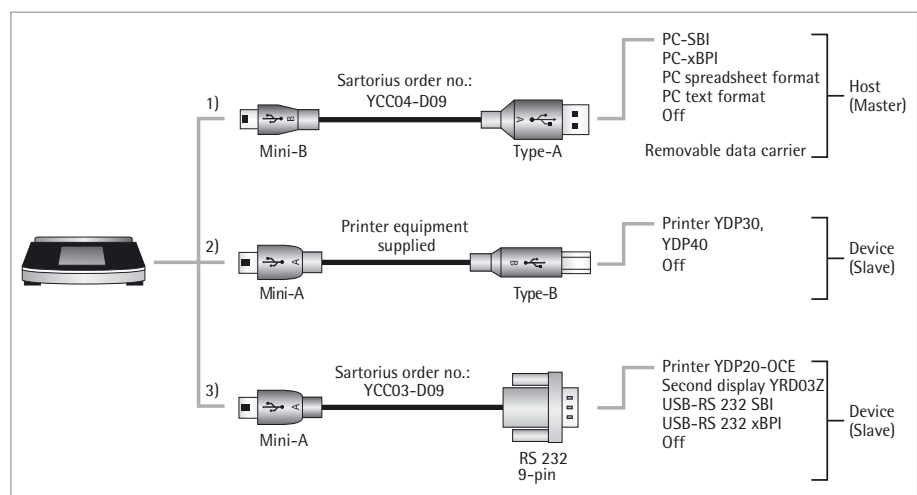 1)
Sartorius order no.:
YCC04-D09
B
A
Mini-B
Type-A
PC-SBI
PC-xBPI
PC spreadsheet format
PC text format
Off
Removable data carrier
Host
(Master)
2)
Printer equipment
supplied
A
B
Mini-A
Type-B
Printer YDP30,
YDP40
Off
Device
(Slave)
3)
Sartorius order no.:
YCC03-D09
A
Mini-A
RS 232
9-pin
Printer YDP20-OCE
Second display YRD03Z
USB-RS 232 SBI
USB-RS 232 xBPI
Off
Device
(Slave)